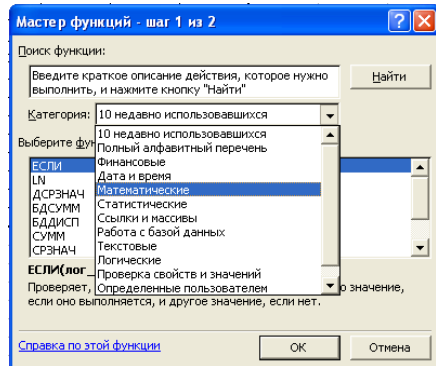 Мастер функций - шаг 1 из 2
Поиск функции:
Введите краткое описание действия, которое нужно
выполнить, и нажмите кнопку "Найти"
Найти
Категория: 10 недавно использовавшихся
10 недавно использовавшихся
Полный алфавитный перечень
Финансовые
Дата и время
Математические
Статистические
Ссылки и массивы
Работа с базой данных
Текстовые
Логические
Проверка свойств и значений
Определенные пользователем
Выберите
ЕСЛИ
LN
ДСРЗНАЧ
БДСУММ
БДДИСП
СУММ
СРЗНАЧ
ЕСЛИ(лог_
Проверяет, значение,
если оно выполняется, и другое значение, если нет.
Справка по этой функции
ОК
Отмена